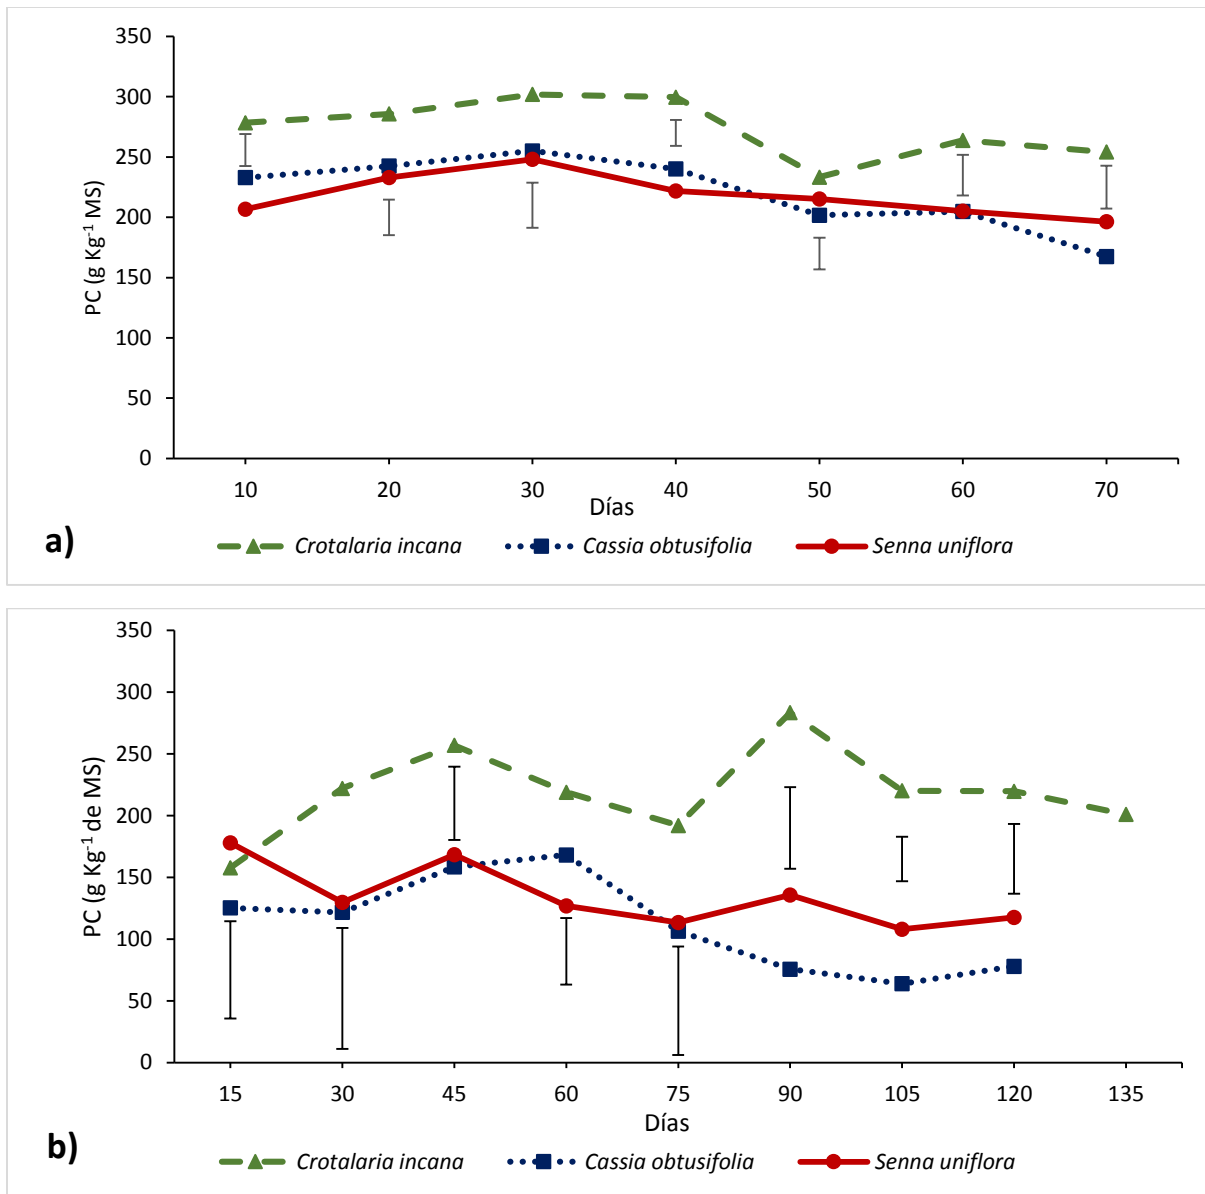 350
300
250
200
150
100
50
0
PC (g Kg⁻¹ MS)
10 20 30 40 50 60 70
Días
a)
Crotalaria incana Cassia obtusifolia Senna uniflora
350
300
250
200
150
100
50
0
PC (g Kg⁻¹ de MS)
15 30 45 60 75 90 105 120 135
Días
b)
Crotalaria incana Cassia obtusifolia Senna uniflora